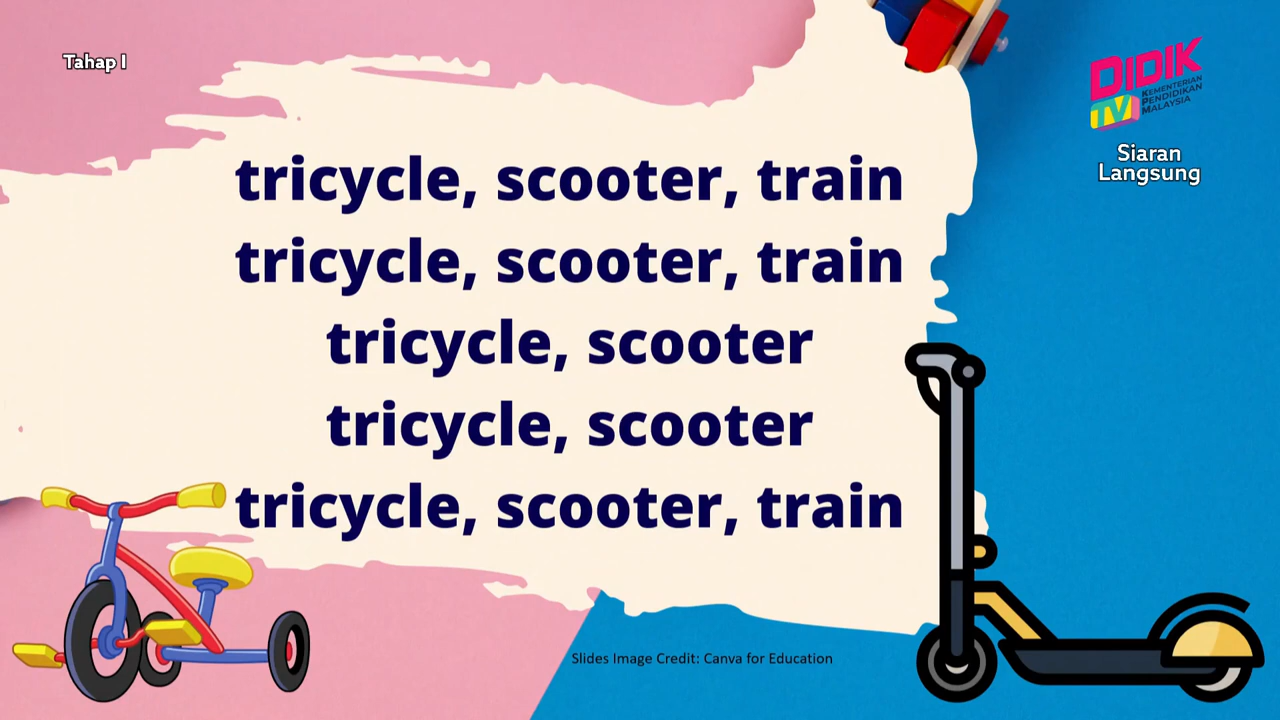 Tahap I
DIDIK
TV
KEMENTERIAN
PENDIDIKAN
MALAYSIA
Siaran
Langsung
tricycle, scooter, train
tricycle, scooter, train
tricycle, scooter
tricycle, scooter
tricycle, scooter, train
Slides Image Credit: Canva for Education